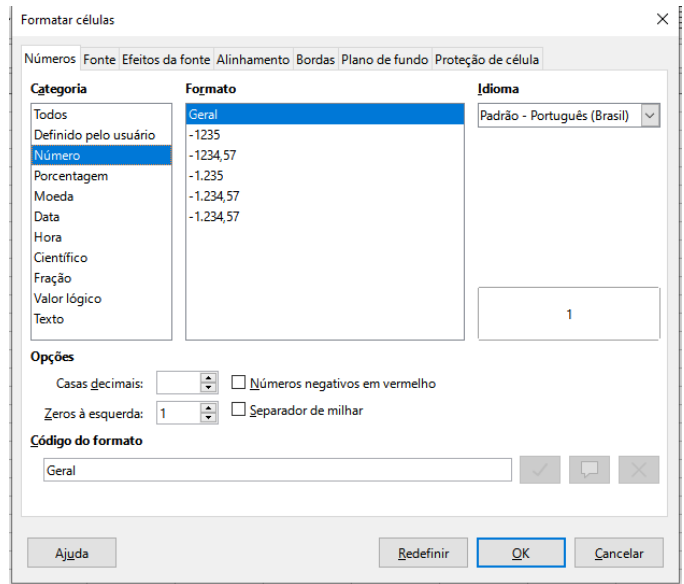 Formatar células
Números Fonte Efeitos da fonte Alinhamento Bordas Plano de fundo Proteção de célula
Categoria
Todos
Definido pelo usuário
Número
Porcentagem
Moeda
Data
Hora
Científico
Fração
Valor lógico
Texto
Formato
Geral
-1235
-1234,57
-1.235
-1.234,57
-1.234,57
Idioma
Padrão - Português (Brasil)
1
Opções
Casas decimais:
Números negativos em vermelho
Zeros à esquerda: 1
Separador de milhar
Código do formato
Geral
Ajuda Redefinir OK Cancelar